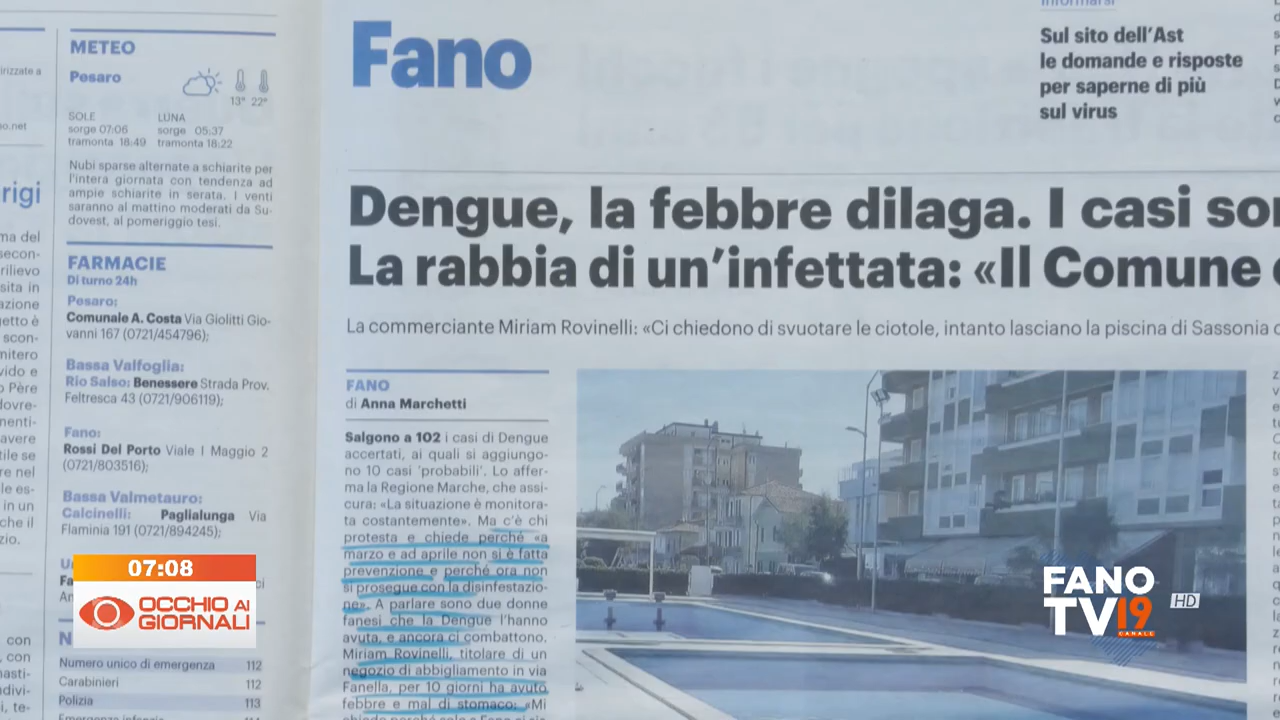 irizzate a
o.net
rigi
METEO
Pesaro
13° 22°
SOLE
sorge 07:06
tramonta 18:49
LUNA
sorge 05:37
tramonta 18:22
Nubi sparse alternate a schiarite per
l'intera giornata con tendenza ad
ampie schiarite in serata. I venti
saranno al mattino moderati da Su-
dovest, al pomeriggio tesi.
FARMACIE
Di turno 24h
Pesaro:
Comunale A. Costa Via Giolitti Gio-
vanni 167 (0721/454796);
Bassa Valfoglia:
Rio Salso: Benessere Strada Prov.
Feltresca 43 (0721/906119);
Fano:
Rossi Del Porto Viale I Maggio 2
(0721/803516);
Bassa Valmetauro:
Calcinelli: Paglialunga Via
Flaminia 191 (0721/894245);
Numero unico di emergenza 112
Carabinieri 112
Polizia 113
Fano
Sul sito dell'Ast
le domande e risposte
per saperne di più
sul virus
Dengue, la febbre dilaga. I casi so
La rabbia di un'infettata: «Il Comune
La commerciante Miriam Rovinelli: «Ci chiedono di svuotare le ciotole, intanto lasciano la piscina di Sassonia
FANO
di Anna Marchetti
Salgono a 102 i casi di Dengue
accertati, ai quali si aggiungo-
no 10 casi 'probabili'. Lo affer-
ma la Regione Marche, che assi-
cura: «La situazione è monitora-
ta costantemente». Ma c'è chi
protesta e chiede perché «a
marzo e ad aprile non si è fatta
prevenzione e perché ora non
si prosegue con la disinfestazio-
ne». A parlare sono due donne
fanesi che la Dengue l'hanno
avuta, e ancora ci combattono.
Miriam Rovinelli, titolare di un
negozio di abbigliamento in via
Fanella, per 10 giorni ha avuto
febbre e mal di stomaco: «Mi
07:08
OCCHIO AI
GIORNALI
FANO
TV19
CANALE
HD